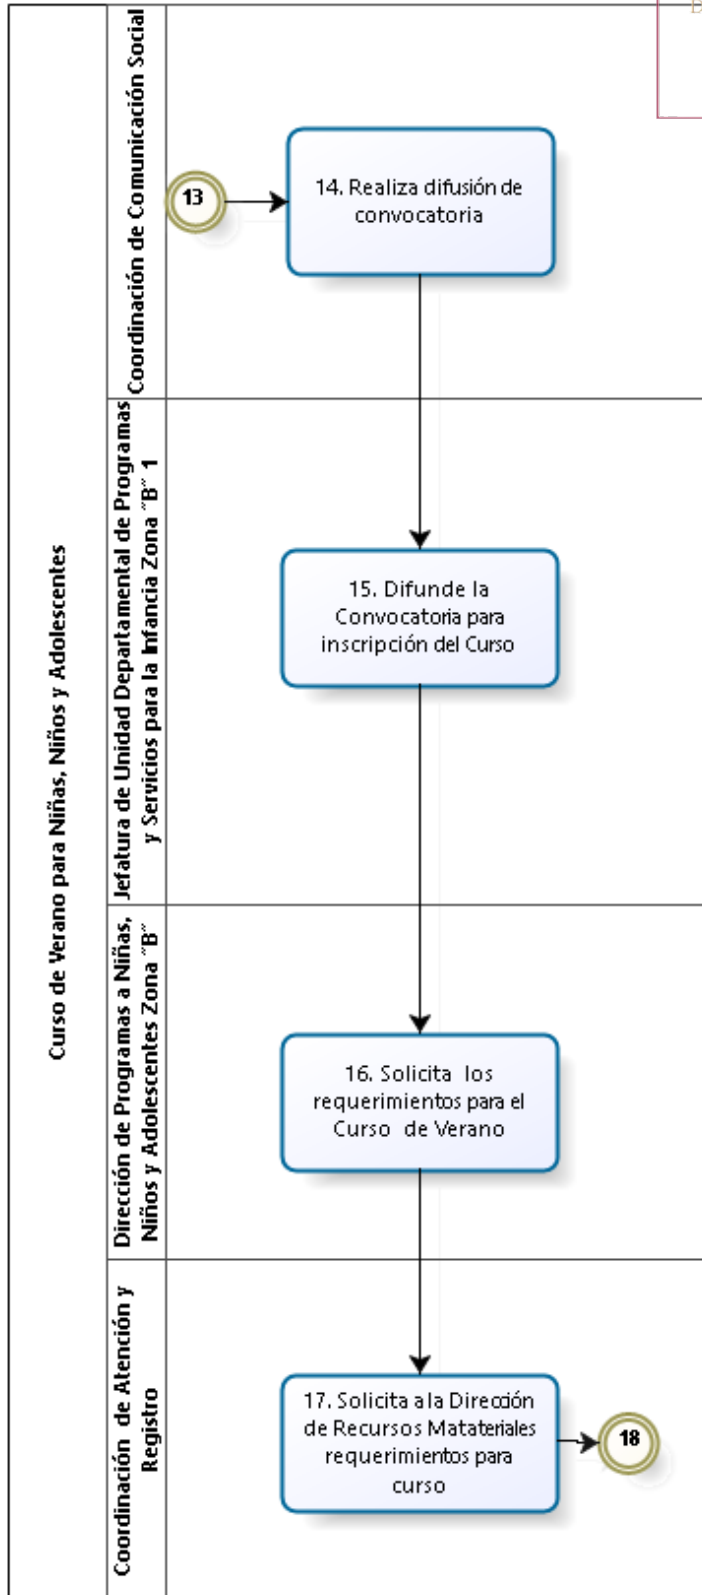 Curso de Verano para Niñas, Niños y Adolescentes
Coordinación de Comunicación Social
13
14. Realiza difusión de
convocatoria
Jefatura de Unidad Departamental de Programas
y Servicios para la Infancia Zona ˝B˝ 1
15. Difunde la
Convocatoria para
inscripción del Curso
Dirección de Programas a Niñas,
Niños y Adolescentes Zona ˝B˝
16. Solicita los
requerimientos para el
Curso de Verano
Coordinación de Atención y
Registro
17. Solicita a la Dirección
de Recursos Matateriales
requerimientos para
curso
18